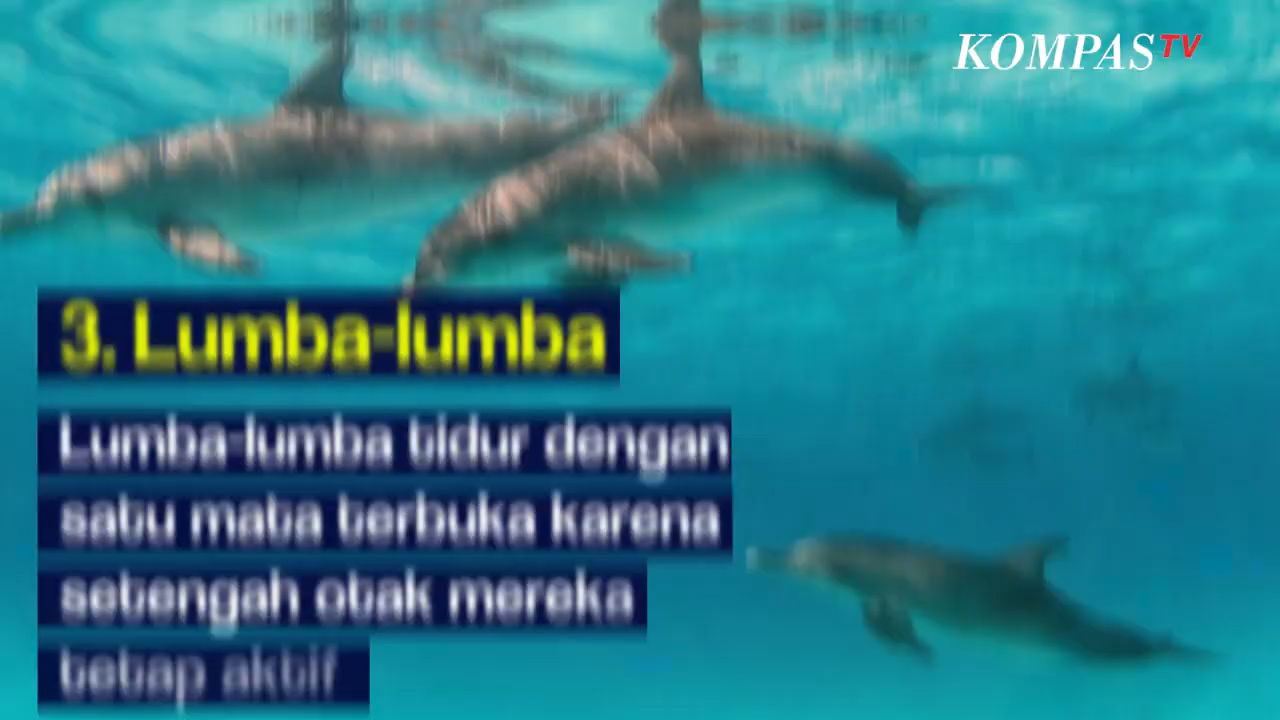 KOMPASTV
3. Lumba-lumba
Lumba-lumba tidur dengan
satu mata terbuka karena
setengah otak mereka
tetap aktif